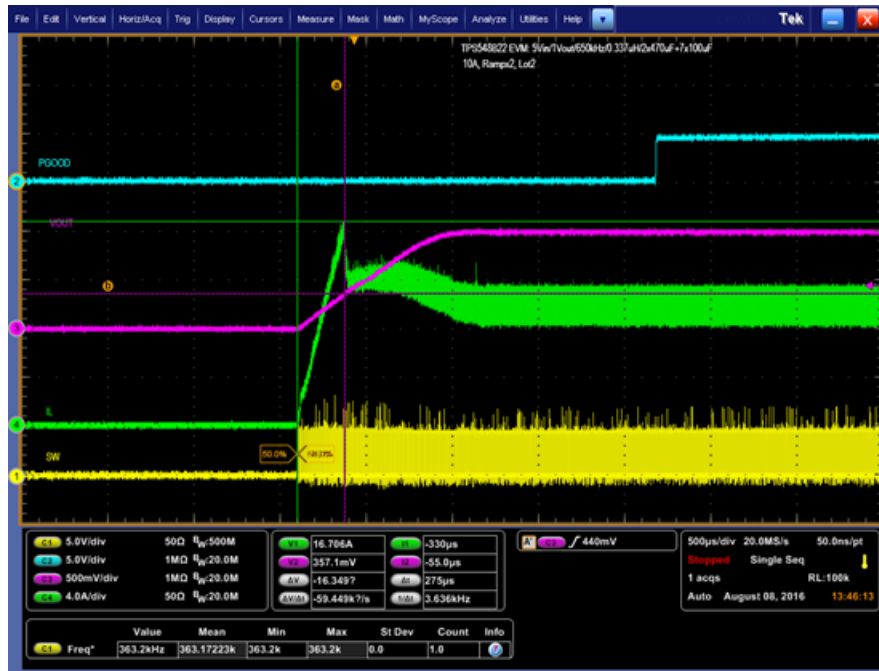 File Edit Vertical Horiz/Acq Trig Display Cursors Measure Mask Math MyScope Analyze Utilities Help Tek X
TPS548B22 EVM: 5Vin/1Vout/650kHz/0.337uH/2x470uF+7x100uF
10A, Rampx2, Lot2
a
PGOOD
2
VOUT
b
3
IL
4
SW
50.0%
1
C1 5.0V/div 50Ω BW:500M
C2 5.0V/div 1MΩ BW:20.0M
C3 500mV/div 1MΩ BW:20.0M
C4 4.0A/div 50Ω BW:20.0M
V1 16.706A t1 -330µs
V2 357.1mV t2 -55.0µs
ΔV -16.349? Δt 275µs
ΔV/Δt -59.449k?/s 1/Δt 3.636kHz
A' C3 440mV
500µs/div 20.0MS/s 50.0ns/pt
Stopped Single Seq
1 acqs RL:100k
Auto August 08, 2016 13:46:13
Value Mean Min Max St Dev Count Info
C1 Freq* 363.2kHz 363.17223k 363.2k 363.2k 0.0 1.0